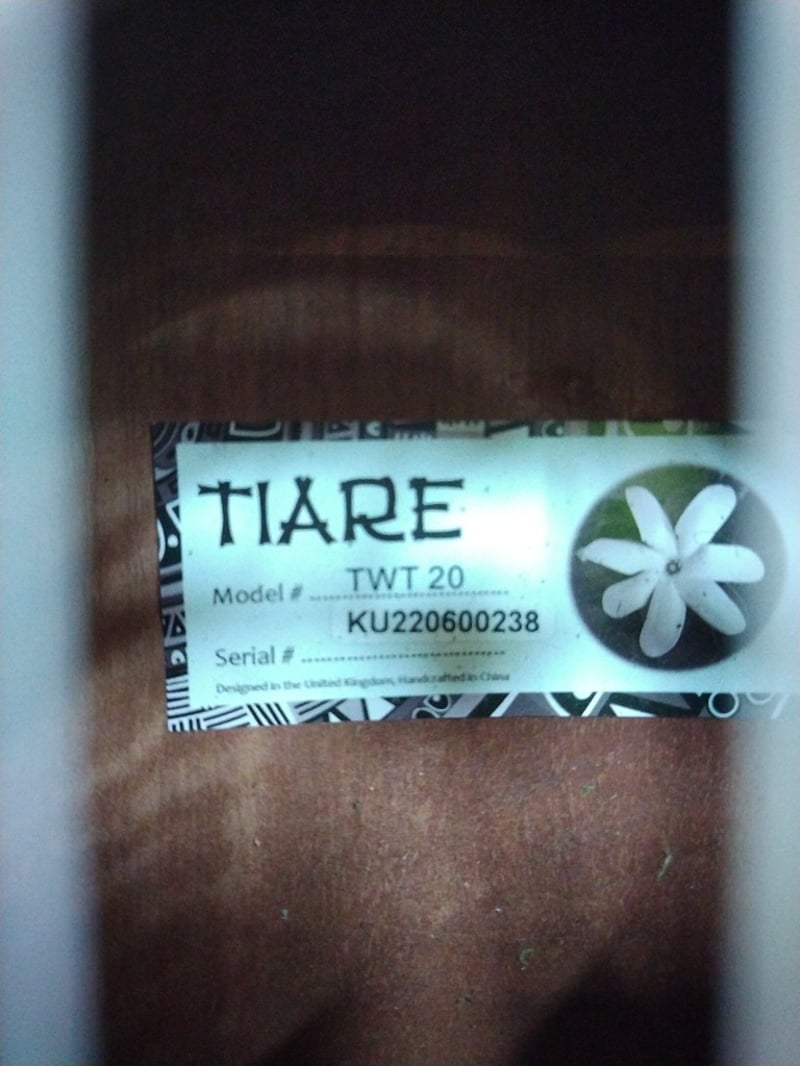 TIARE
Model # ........................ TWT 20
KU220600238
Serial # ........................
Designed in the United Kingdom, Handcrafted in China